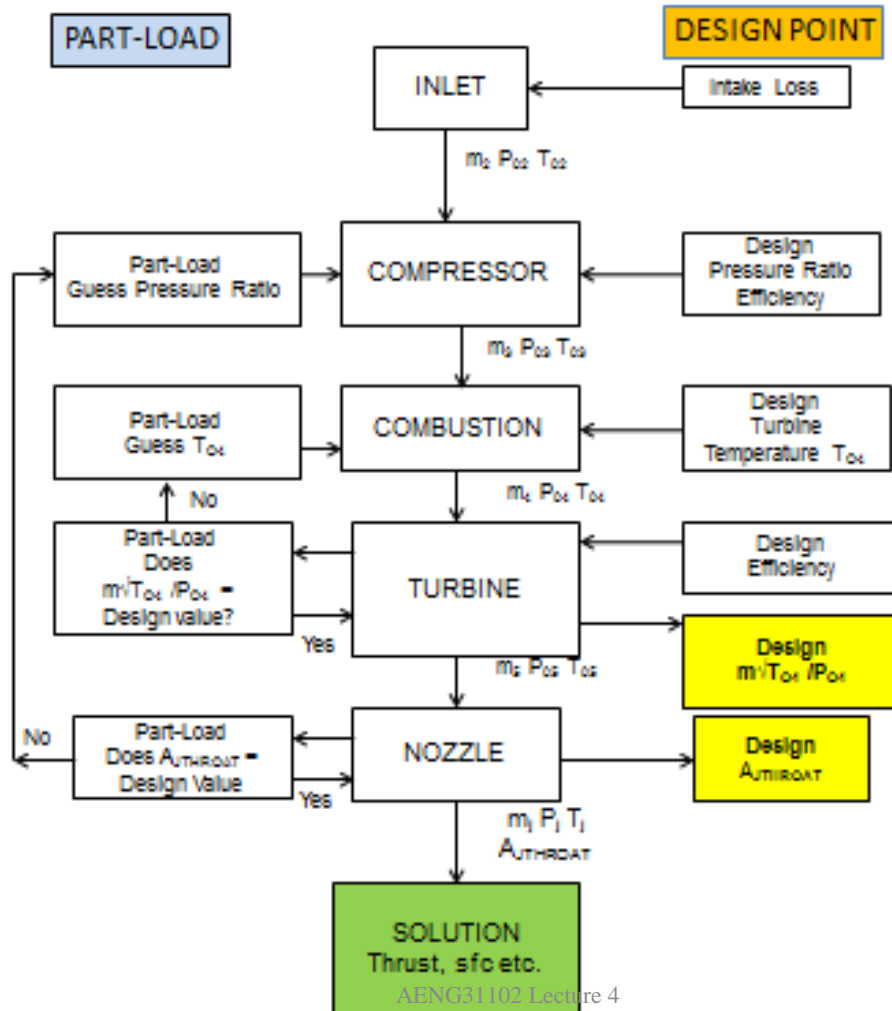 PART-LOAD
DESIGN POINT
INLET
Intake Loss
m₂ P₀₂ T₀₂
Part-Load
Guess Pressure Ratio
COMPRESSOR
Design
Pressure Ratio
Efficiency
m₃ P₀₃ T₀₃
Part-Load
Guess T₀₄
COMBUSTION
Design
Turbine
Temperature T₀₄
No
m₄ P₀₄ T₀₄
Part-Load
Does
m√T₀₄ /P₀₄ =
Design value?
TURBINE
Design
Efficiency
Yes
m₅ P₀₅ T₀₅
Design
m√T₀₄ /P₀₄
No
Part-Load
Does A_JTHROAT =
Design Value
NOZZLE
Design
A_JTHROAT
Yes
mⱼ Pⱼ Tⱼ
A_JTHROAT
SOLUTION
Thrust, sfc etc.
AENG31102 Lecture 4